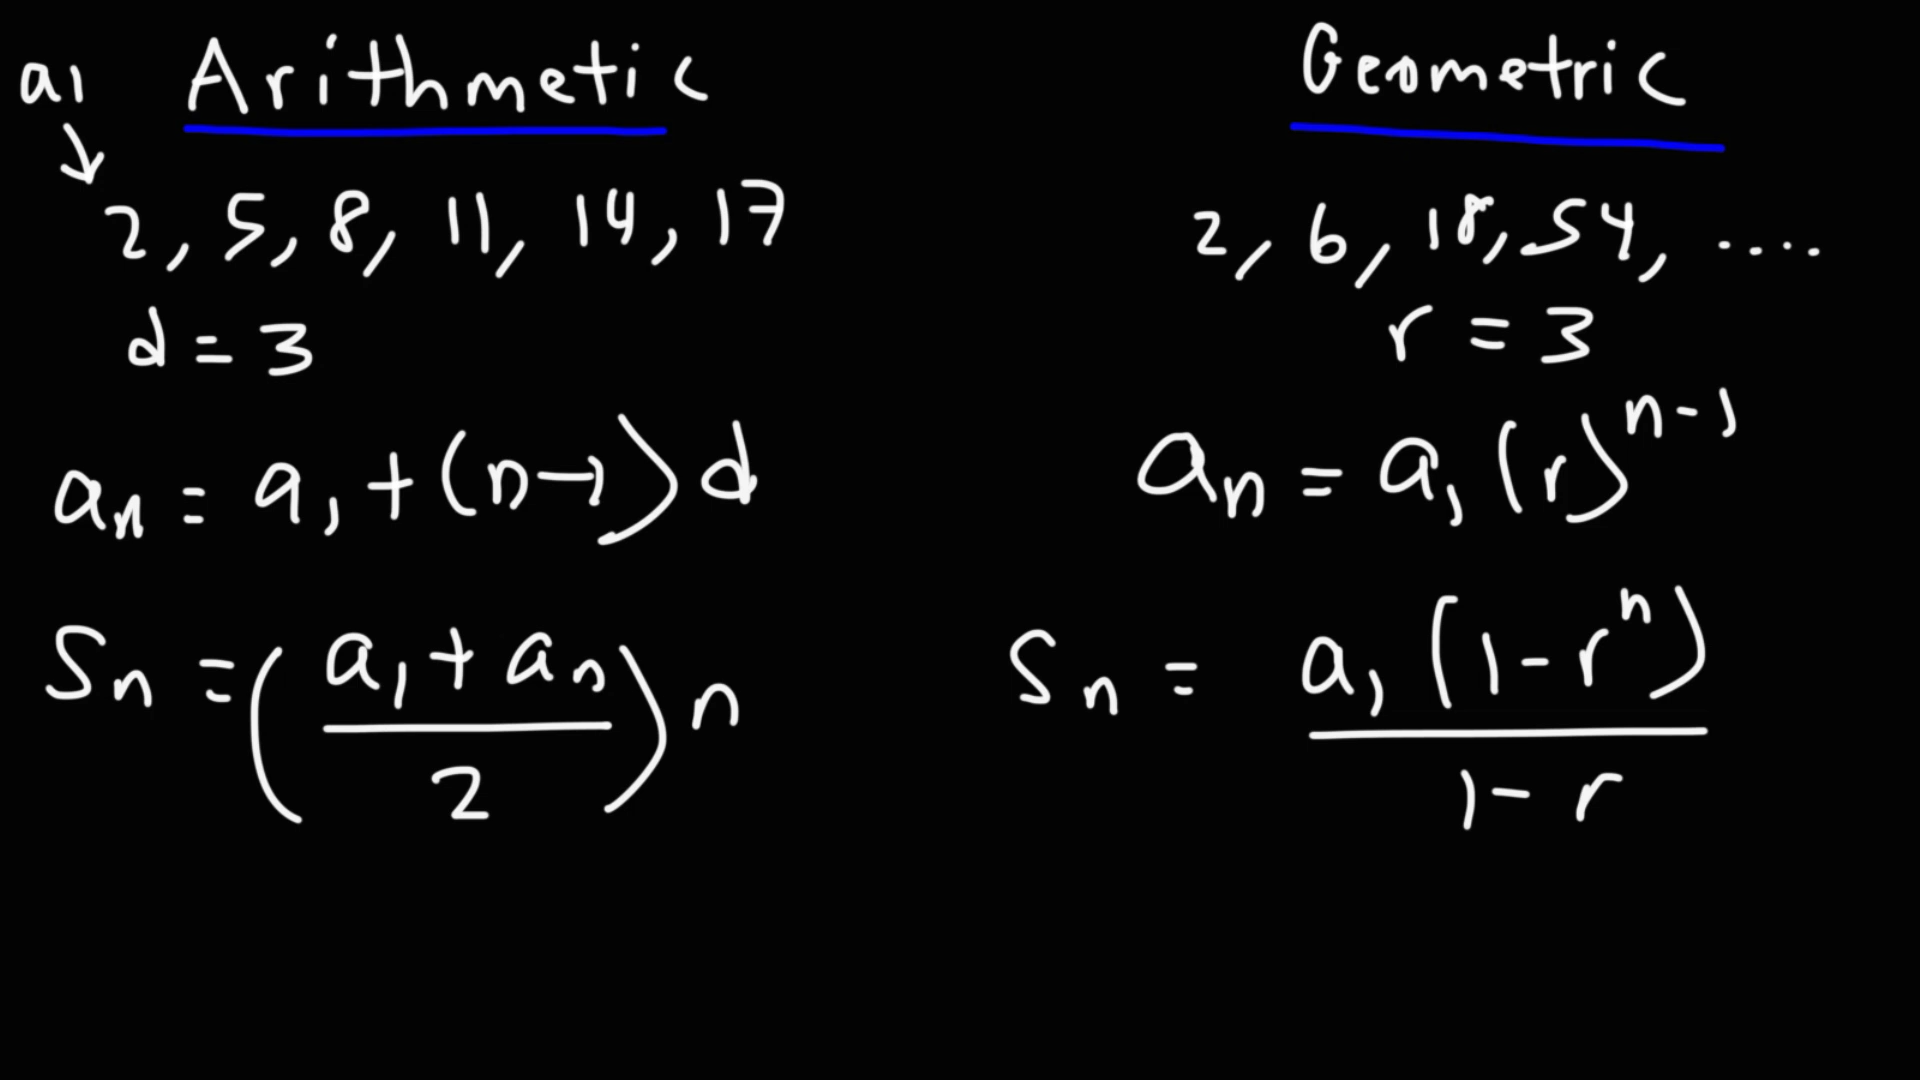 a1
Arithmetic
2, 5, 8, 11, 14, 17
d = 3
aₙ = a₁ + (n-1)d
Sₙ = ((a₁ + aₙ)/2)n
Geometric
2, 6, 18, 54, ....
r = 3
aₙ = a₁(r)ⁿ⁻¹
Sₙ = a₁(1-rⁿ)/(1-r)